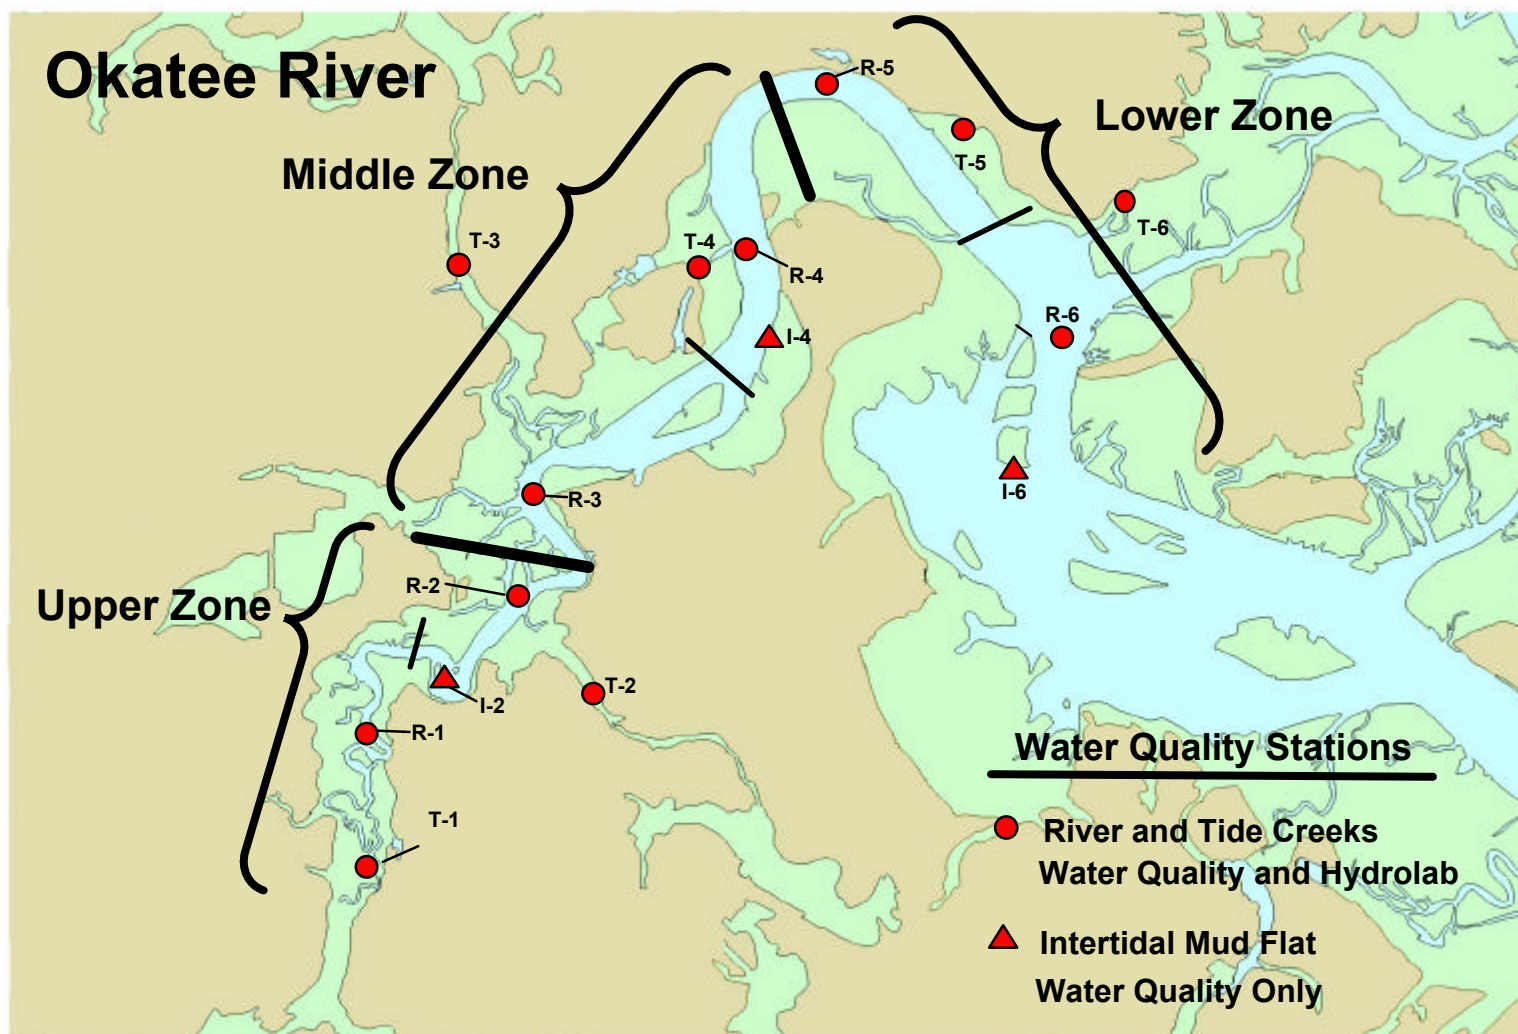 Okatee River
R-5
Lower Zone
T-5
Middle Zone
T-6
T-3
T-4
R-4
R-6
I-4
I-6
R-3
R-2
Upper Zone
T-2
I-2
R-1
Water Quality Stations
T-1
River and Tide Creeks
Water Quality and Hydrolab
Intertidal Mud Flat
Water Quality Only